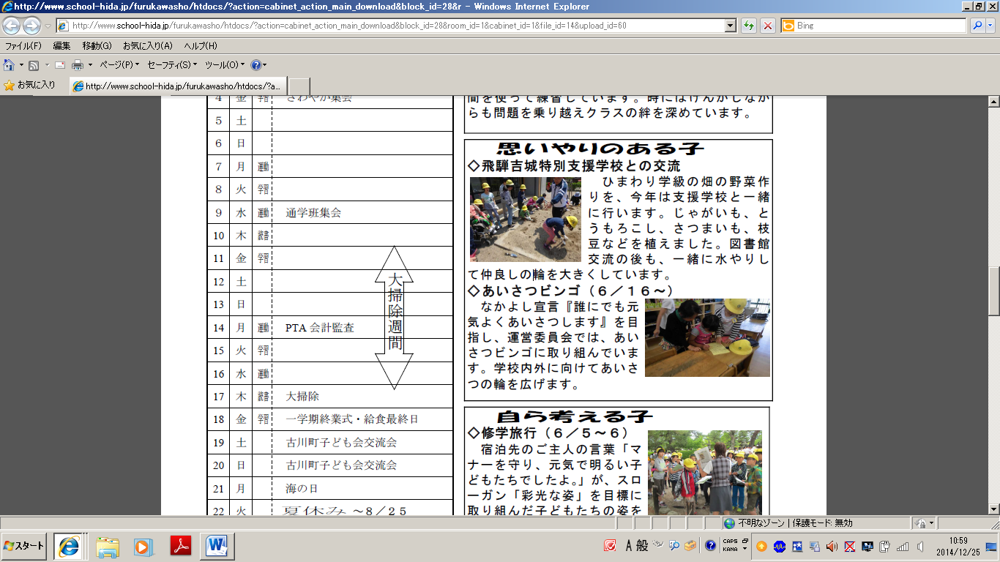 http://www.school-hida.jp/furukawasho/htdocs/?action=cabinet_action_main_download&block_id=28&r - Windows Internet Explorer
http://www.school-hida.jp/furukawasho/htdocs/?action=cabinet_action_main_download&block_id=28&room_id=1&cabinet_id=1&file_id=14&upload_id=60
Bing
ファイル(F) 編集 移動(G) お気に入り(A) ヘルプ(H)
ページ(P) セーフティ(S) ツール(O)
お気に入り
http://www.school-hida.jp/furukawasho/htdocs/?a...
4 金 学習 さわやか集会
5 土
6 日
7 月 運動
8 火 学習
9 水 運動 通学班集会
10 木 読書
11 金 学習
12 土
13 日
14 月 運動 PTA 会計監査
15 火 学習
16 水 運動
17 木 読書 大掃除
18 金 学習 一学期終業式・給食最終日
19 土 古川町子ども会交流会
20 日 古川町子ども会交流会
21 月 海の日
22 火 夏休み ～8/25
大掃除週間
間を使って練習しています。時にはけんかしなが
らも問題を乗り越えクラスの絆を深めています。
思いやりのある子
◇飛騨吉城特別支援学校との交流
ひまわり学級の畑の野菜作
りを、今年は支援学校と一緒
に行います。じゃがいも、と
うもろこし、さつまいも、枝
豆などを植えました。図書館
交流の後も、一緒に水やりし
て仲良しの輪を大きくしています。
◇あいさつビンゴ（６／１６～）
なかよし宣言『誰にでも元
気よくあいさつします』を目
指し、運営委員会では、あい
さつビンゴに取り組んでいま
す。学校内外に向けてあいさ
つの輪を広げます。
自ら考える子
◇修学旅行（６／５～６）
宿泊先のご主人の言葉「マ
ナーを守り、元気で明るい子
どもたちでしたよ。」が、スロ
ーガン「彩光な姿」を目標に
取り組んだ子どもたちの姿を
不明なゾーン | 保護モード: 無効
スタート
A 般
CAPS
KANA
10:59
2014/12/25